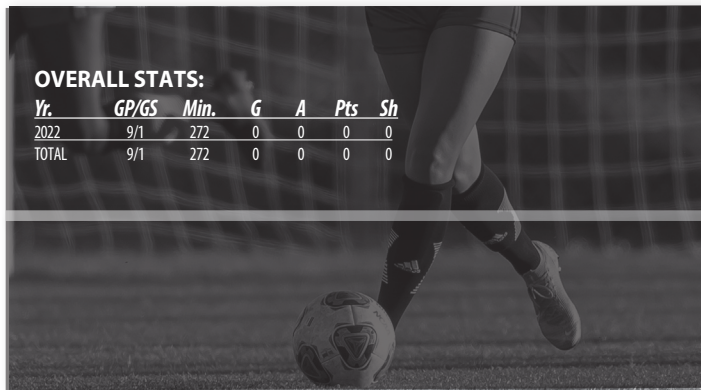 OVERALL STATS:
Yr. GP/GS Min. G A Pts Sh
2022 9/1 272 0 0 0 0
TOTAL 9/1 272 0 0 0 0